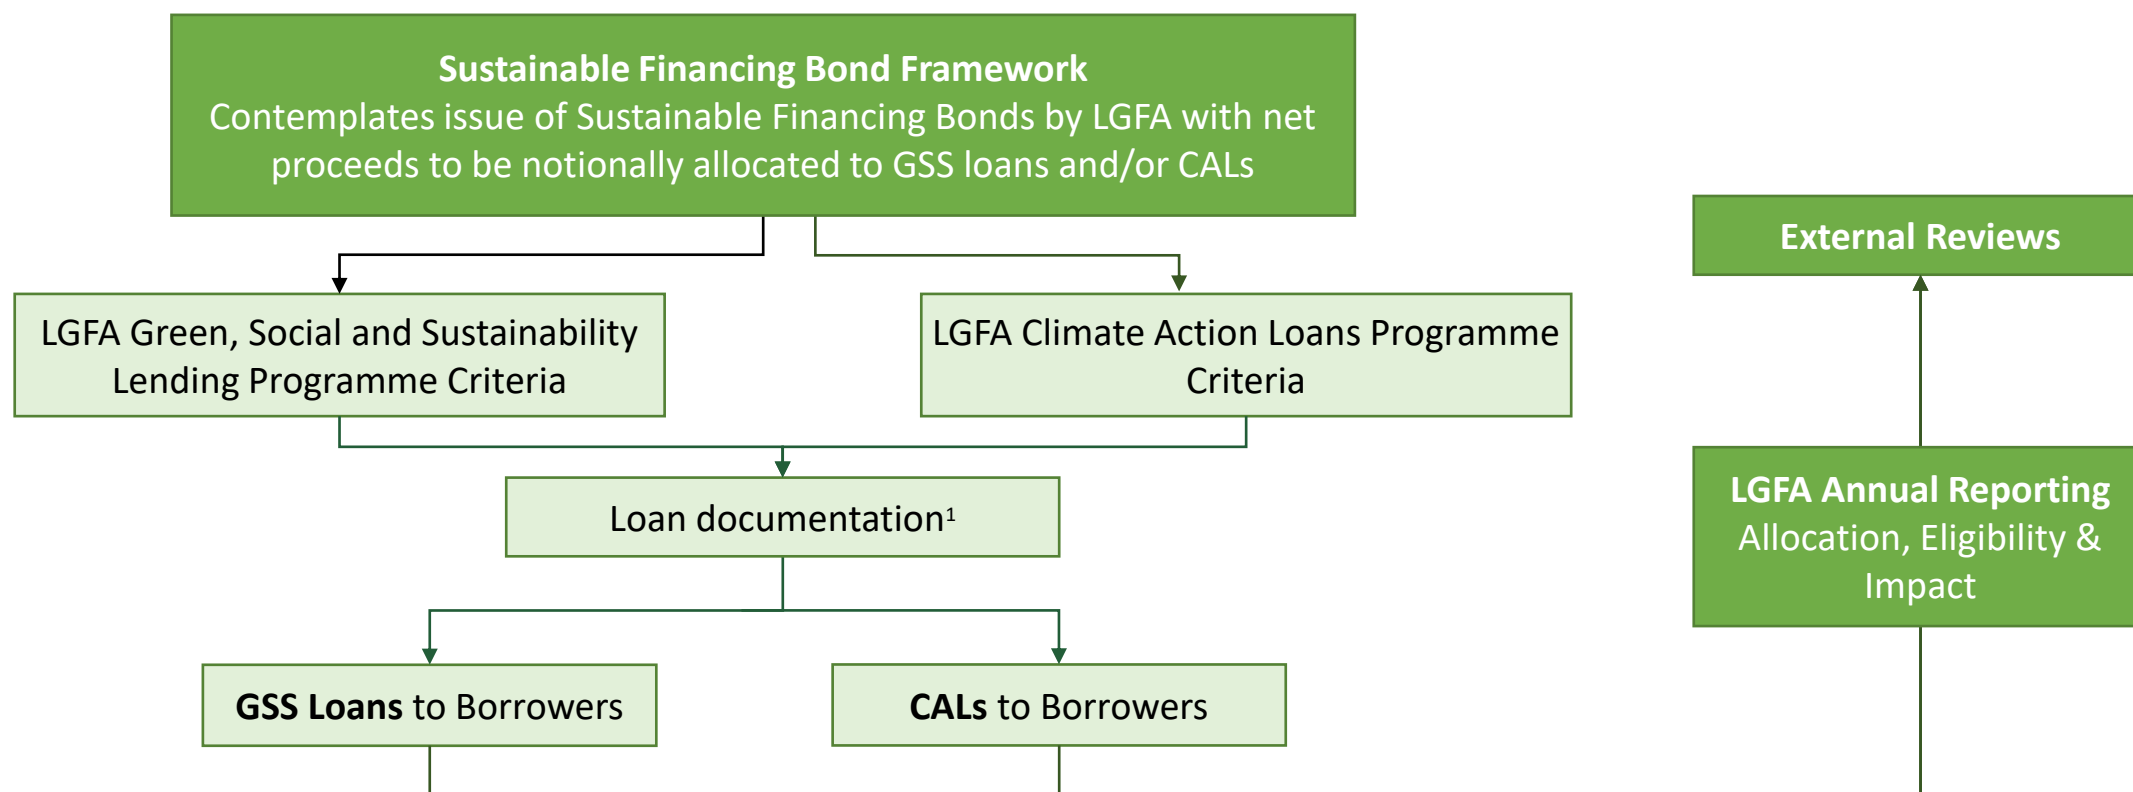 Sustainable Financing Bond Framework
Contemplates issue of Sustainable Financing Bonds by LGFA with net
proceeds to be notionally allocated to GSS loans and/or CALs
External Reviews
LGFA Green, Social and Sustainability
Lending Programme Criteria
LGFA Climate Action Loans Programme
Criteria
LGFA Annual Reporting
Allocation, Eligibility &
Impact
Loan documentation¹
GSS Loans to Borrowers
CALs to Borrowers